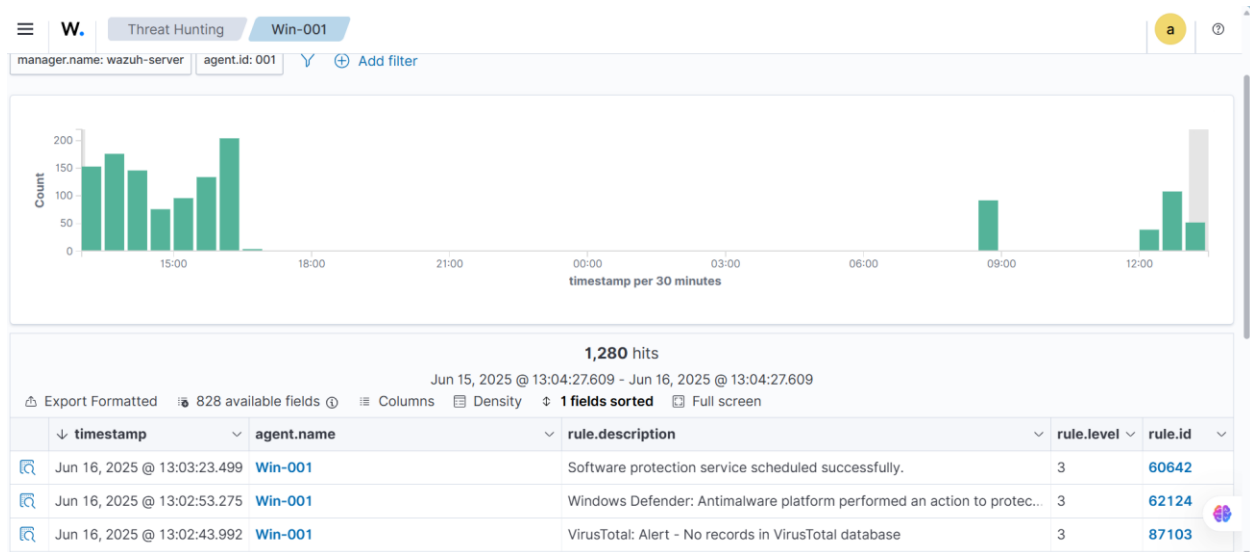 W. Threat Hunting Win-001 a
manager.name: wazuh-server agent.id: 001 Add filter
200
150
100
50
0
Count
15:00 18:00 21:00 00:00 03:00 06:00 09:00 12:00
timestamp per 30 minutes
1,280 hits
Jun 15, 2025 @ 13:04:27.609 - Jun 16, 2025 @ 13:04:27.609
Export Formatted 828 available fields Columns Density 1 fields sorted Full screen
timestamp agent.name rule.description rule.level rule.id
Jun 16, 2025 @ 13:03:23.499 Win-001 Software protection service scheduled successfully. 3 60642
Jun 16, 2025 @ 13:02:53.275 Win-001 Windows Defender: Antimalware platform performed an action to protec... 3 62124
Jun 16, 2025 @ 13:02:43.992 Win-001 VirusTotal: Alert - No records in VirusTotal database 3 87103